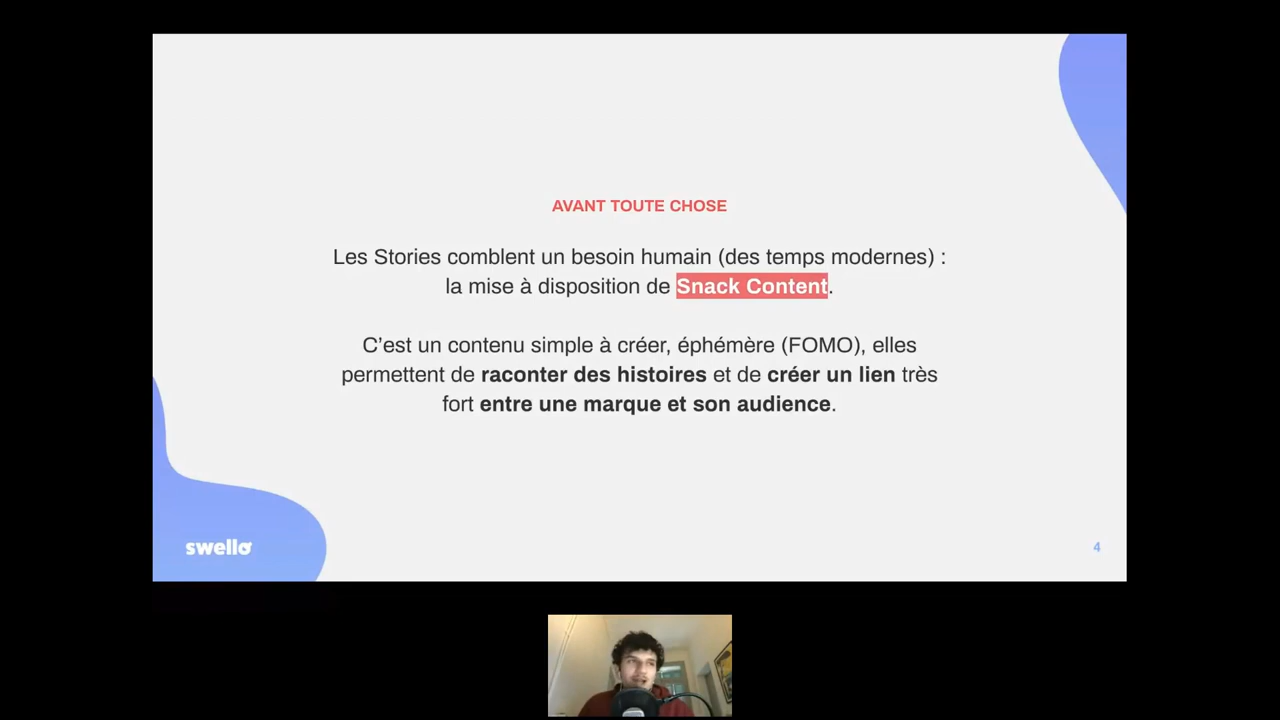 AVANT TOUTE CHOSE
Les Stories comblent un besoin humain (des temps modernes) :
la mise à disposition de Snack Content.
C’est un contenu simple à créer, éphémère (FOMO), elles
permettent de raconter des histoires et de créer un lien très
fort entre une marque et son audience.
swello
4